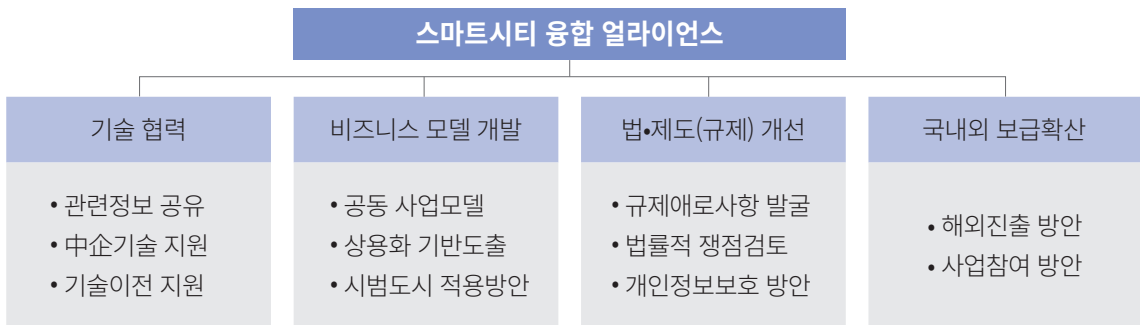 스마트시티 융합 얼라이언스
기술 협력
• 관련정보 공유
• 中企기술 지원
• 기술이전 지원
비즈니스 모델 개발
• 공동 사업모델
• 상용화 기반도출
• 시범도시 적용방안
법•제도(규제) 개선
• 규제애로사항 발굴
• 법률적 쟁점검토
• 개인정보보호 방안
국내외 보급확산
• 해외진출 방안
• 사업참여 방안